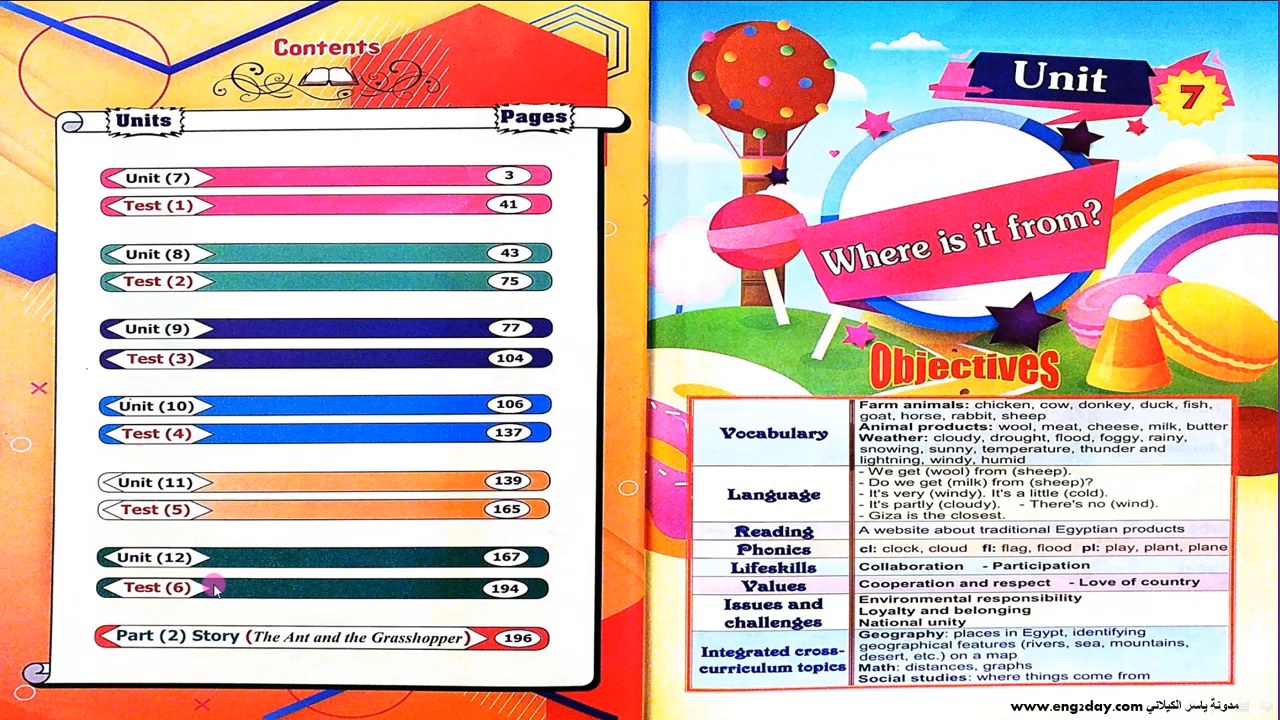 Contents
Units
Pages
Unit (7)
3
Test (1)
41
Unit (8)
43
Test (2)
75
Unit (9)
77
Test (3)
104
Unit (10)
106
Test (4)
137
Unit (11)
139
Test (5)
165
Unit (12)
167
Test (6)
194
Part (2) Story (The Ant and the Grasshopper)
196
Unit
7
Where is it from?
Objectives
Vocabulary
Farm animals: chicken, cow, donkey, duck, fish,
goat, horse, rabbit, sheep
Animal products: wool, meat, cheese, milk, butter
Weather: cloudy, drought, flood, foggy, rainy,
snowing, sunny, temperature, thunder and
lightning, windy, humid
Language
- We get (wool) from (sheep).
- Do we get (milk) from (sheep)?
- It's very (windy). It's a little (cold).
- It's partly (cloudy). - There's no (wind).
- Giza is the closest.
Reading
A website about traditional Egyptian products
Phonics
cl: clock, cloud fl: flag, flood pl: play, plant, plane
Lifeskills
Collaboration - Participation
Values
Cooperation and respect - Love of country
Issues and
challenges
Environmental responsibility
Loyalty and belonging
National unity
Integrated cross-
curriculum topics
Geography: places in Egypt, identifying
geographical features (rivers, sea, mountains,
desert, etc.) on a map
Math: distances, graphs
Social studies: where things come from
www.eng2day.com مدونة ياسر الكيلاني